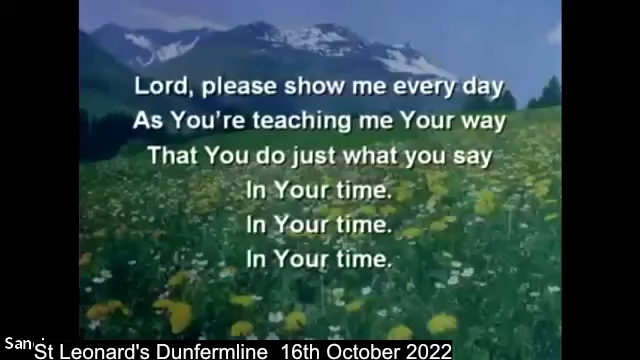 Lord, please show me every day
As You're teaching me Your way
That You do just what you say
In Your time.
In Your time.
In Your time.
St Leonard's Dunfermline 16th October 2022